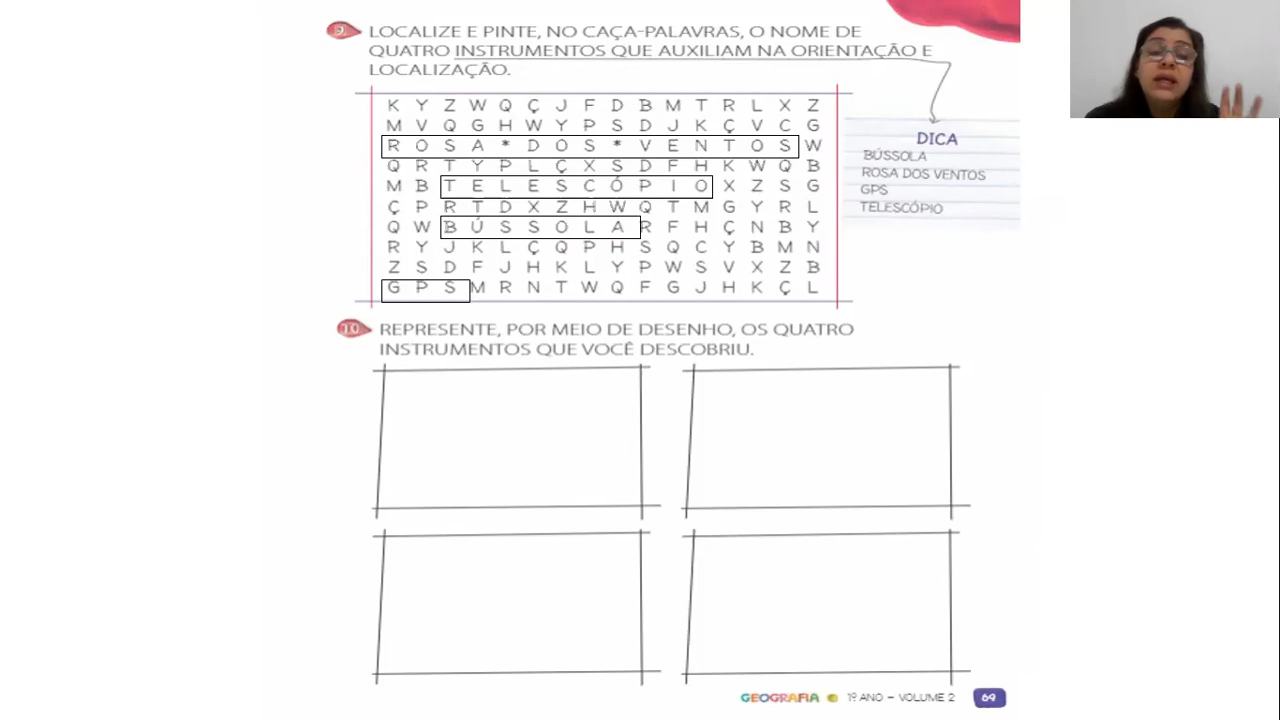 9. LOCALIZE E PINTE, NO CAÇA-PALAVRAS, O NOME DE
QUATRO INSTRUMENTOS QUE AUXILIAM NA ORIENTAÇÃO E
LOCALIZAÇÃO.
K Y Z W Q Ç J F D B M T R L X Z
M V Q G H W Y P S D J K Ç V C G
R O S A * D O S * V E N T O S W
Q R T Y P L Ç X S D F H K W Q B
M B T E L E S C Ó P I O X Z S G
Ç P R T D X Z H W Q T M G Y R L
Q W B Ú S S O L A R F H Ç N B Y
R Y J K L Ç Q P H S Q C Y B M N
Z S D F J H K L Y P W S V X Z B
G P S M R N T W Q F G J H K Ç L
DICA
BÚSSOLA
ROSA DOS VENTOS
GPS
TELESCÓPIO
10. REPRESENTE, POR MEIO DE DESENHO, OS QUATRO
INSTRUMENTOS QUE VOCÊ DESCOBRIU.
GEOGRAFIA 1º ANO - VOLUME 2 69